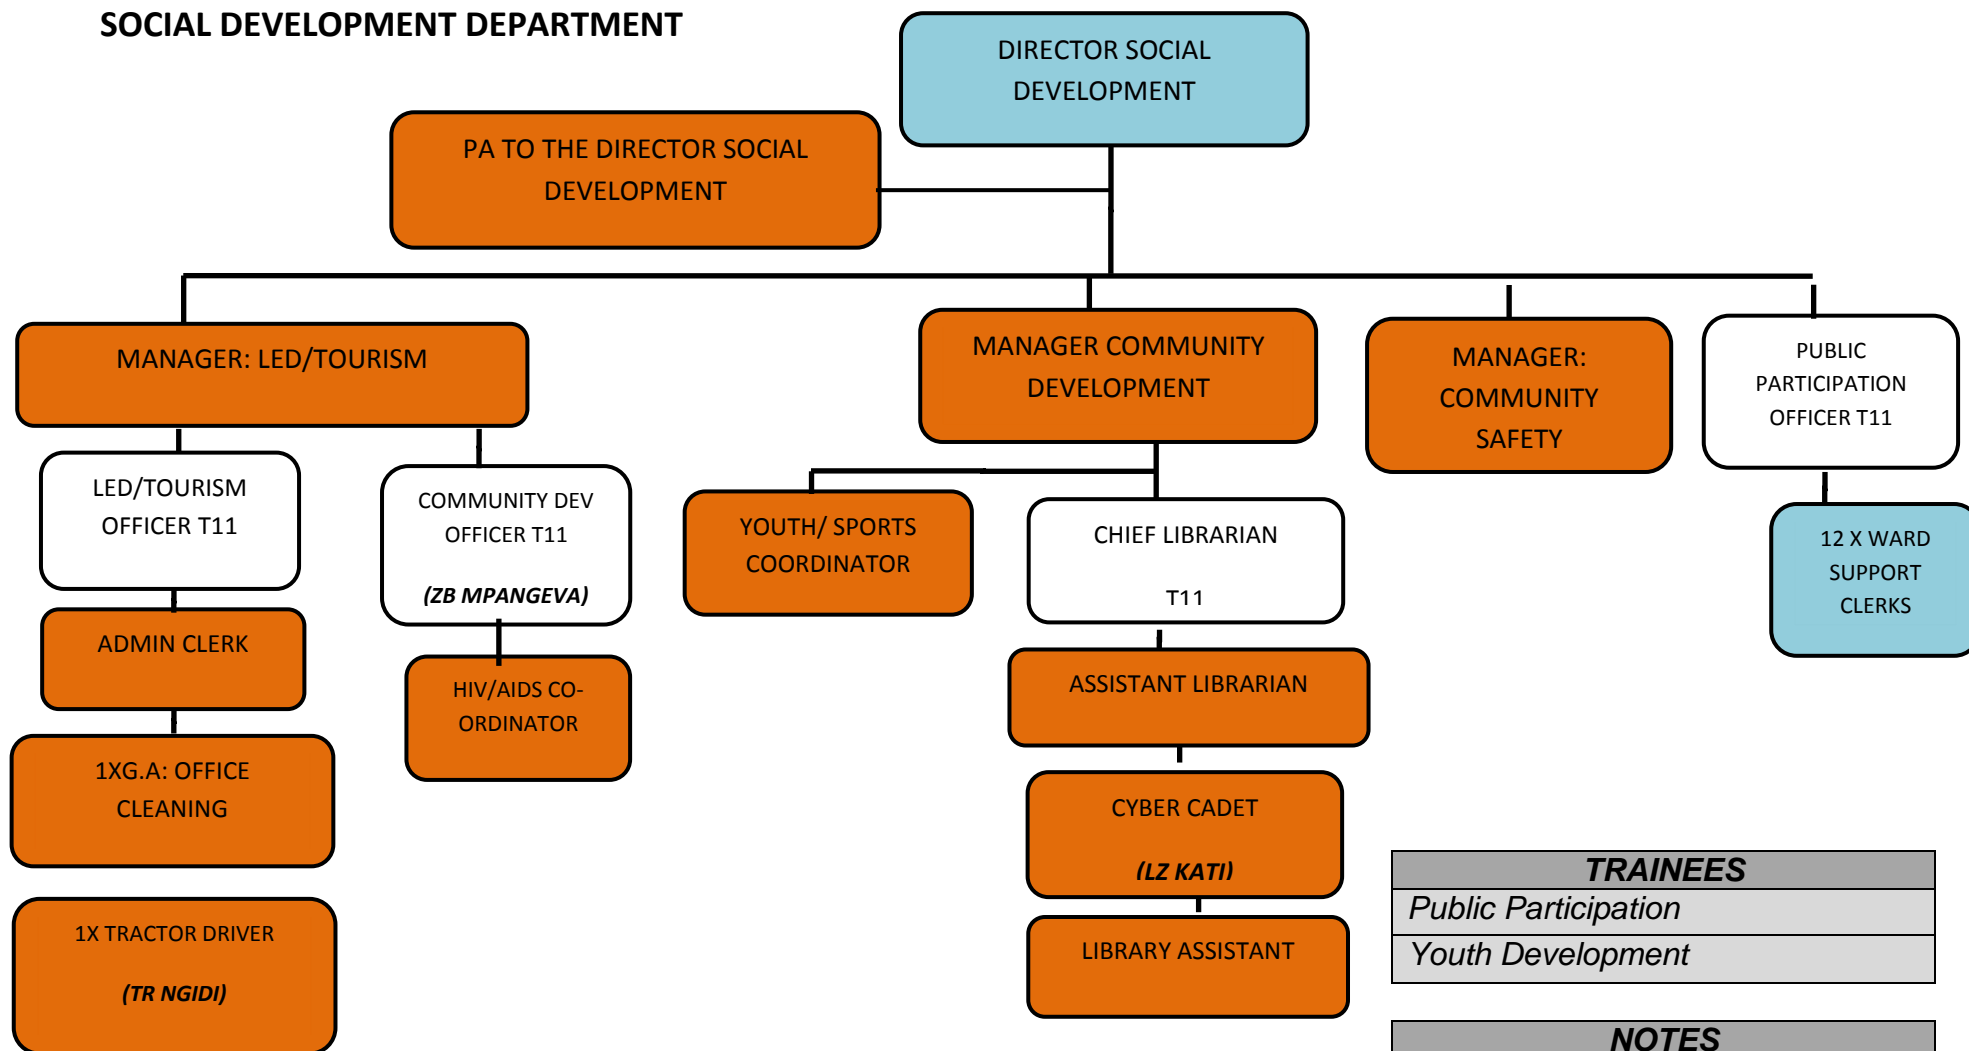 SOCIAL DEVELOPMENT DEPARTMENT
DIRECTOR SOCIAL
DEVELOPMENT
PA TO THE DIRECTOR SOCIAL
DEVELOPMENT
MANAGER: LED/TOURISM
MANAGER COMMUNITY
DEVELOPMENT
MANAGER:
COMMUNITY
SAFETY
PUBLIC
PARTICIPATION
OFFICER T11
LED/TOURISM
OFFICER T11
COMMUNITY DEV
OFFICER T11
(ZB MPANGEVA)
YOUTH/ SPORTS
COORDINATOR
CHIEF LIBRARIAN
T11
12 X WARD
SUPPORT
CLERKS
ADMIN CLERK
HIV/AIDS CO-
ORDINATOR
ASSISTANT LIBRARIAN
1XG.A: OFFICE
CLEANING
CYBER CADET
(LZ KATI)
1X TRACTOR DRIVER
(TR NGIDI)
LIBRARY ASSISTANT
TRAINEES
Public Participation
Youth Development
NOTES